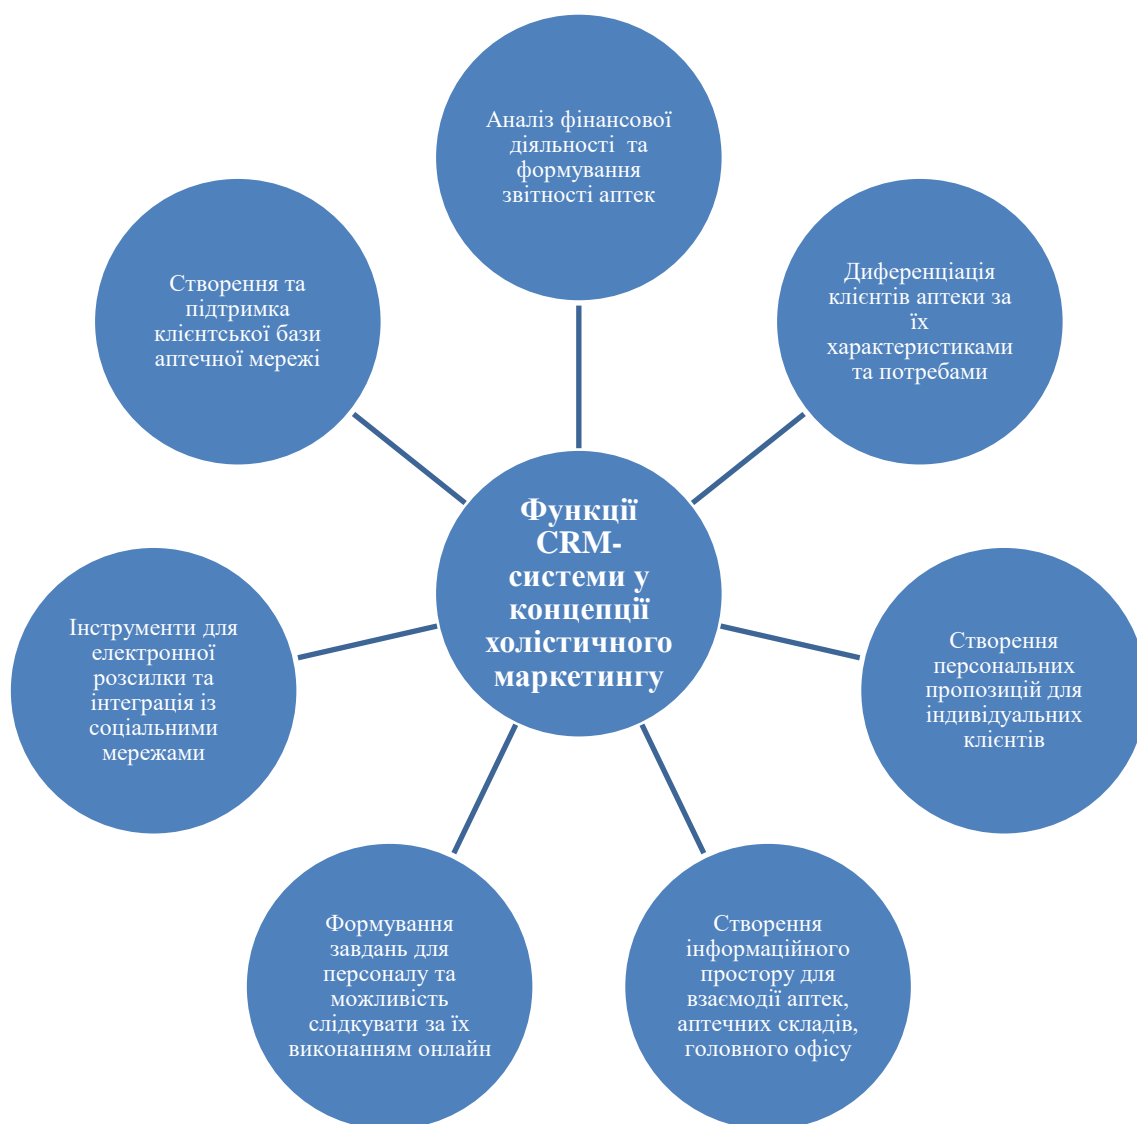 Аналіз фінансової
діяльності та
формування
звітності аптек
Диференціація
клієнтів аптеки за
їх
характеристиками
та потребами
Створення
персональних
пропозицій для
індивідуальних
клієнтів
Створення
інформаційного
простору для
взаємодії аптек,
аптечних складів,
головного офісу
Формування
завдань для
персоналу та
можливість
слідкувати за їх
виконанням онлайн
Інструменти для
електронної
розсилки та
інтеграція із
соціальними
мережами
Створення та
підтримка
клієнтської бази
аптечної мережі
Функції
CRM-
системи у
концепції
холістичного
маркетингу